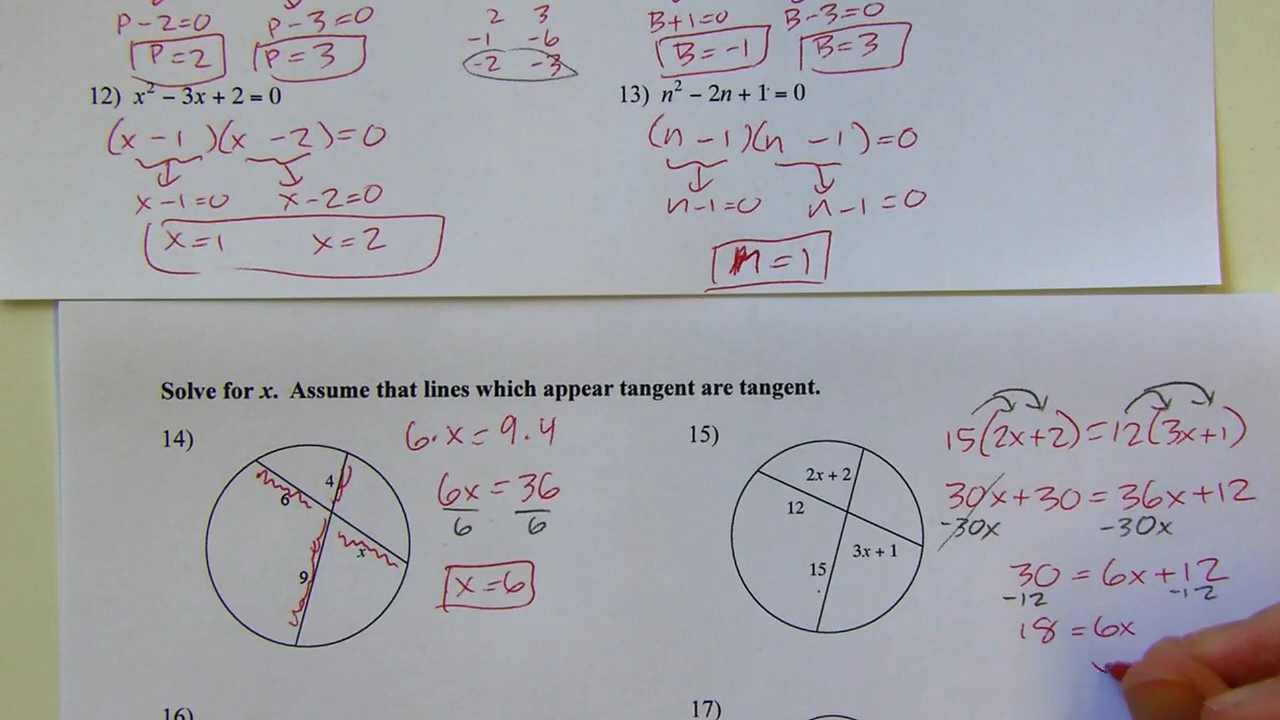 P-2=0 P-3=0
P=2 P=3
2 3
-1 -6
-2 -3
B+1=0 B-3=0
B=-1 B=3
12) x² - 3x + 2 = 0
(x - 1)(x - 2)=0
x-1=0 x-2=0
x=1 x=2
13) n² - 2n + 1 = 0
(n - 1)(n - 1)=0
n-1=0 n-1=0
n=1
Solve for x. Assume that lines which appear tangent are tangent.
14)
4
6
x
9
6·x=9·4
6x=36
6 6
x=6
15)
2x + 2
12
3x + 1
15
15(2x+2)=12(3x+1)
30x+30=36x+12
-30x -30x
30=6x+12
-12 -12
18=6x
16)
17)